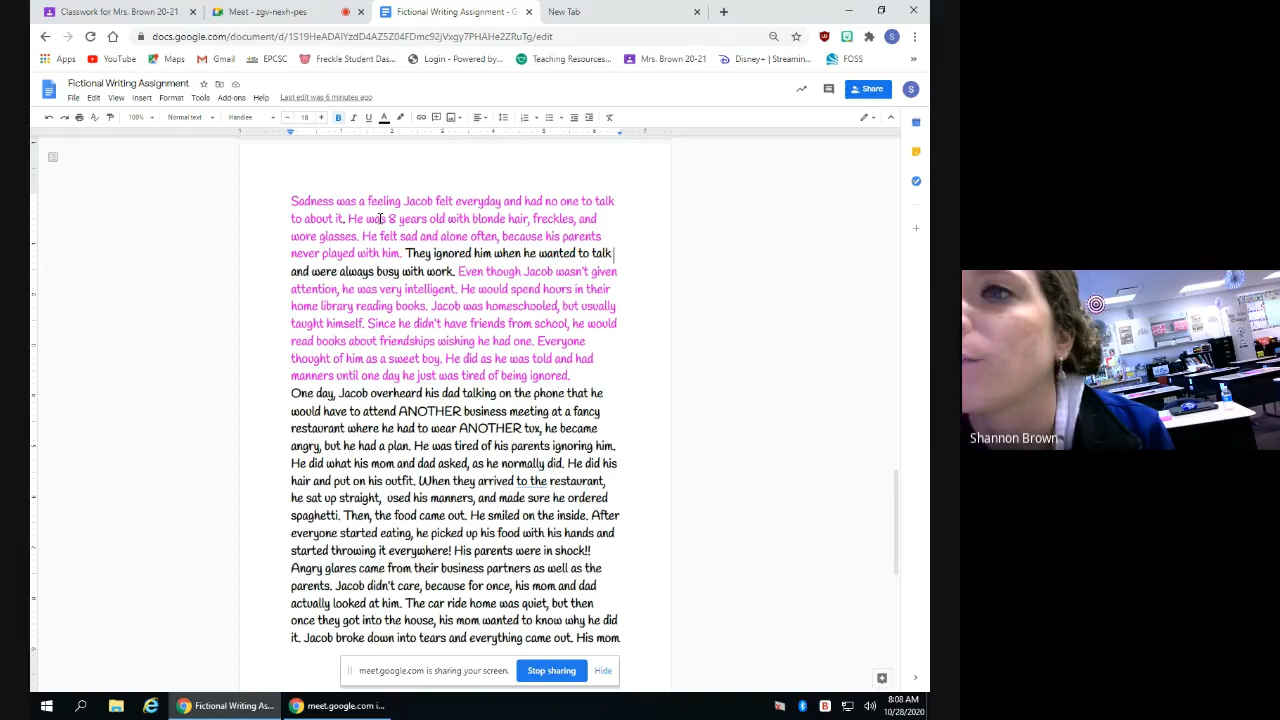 Classwork for Mrs. Brown 20-21
Meet - zgv-nexh-pes
Fictional Writing Assignment - G
New Tab
docs.google.com/document/d/1S19HeADAIYzdD4AZ5Z04FDmc92jVxgy7PHAHe2ZRuTg/edit
Apps
YouTube
Maps
Gmail
EPCSC
Freckle Student Das...
Login - Powered by...
Teaching Resources...
Mrs. Brown 20-21
Disney+ | Streamin...
FOSS
Fictional Writing Assignment
File Edit View Insert Format Tools Add-ons Help
Last edit was 6 minutes ago
Share
S
100%
Normal text
Handlee
18
Sadness was a feeling Jacob felt everyday and had no one to talk
to about it. He was 8 years old with blonde hair, freckles, and
wore glasses. He felt sad and alone often, because his parents
never played with him. They ignored him when he wanted to talk
and were always busy with work. Even though Jacob wasn't given
attention, he was very intelligent. He would spend hours in their
home library reading books. Jacob was homeschooled, but usually
taught himself. Since he didn't have friends from school, he would
read books about friendships wishing he had one. Everyone
thought of him as a sweet boy. He did as he was told and had
manners until one day he just was tired of being ignored.
One day, Jacob overheard his dad talking on the phone that he
would have to attend ANOTHER business meeting at a fancy
restaurant where he had to wear ANOTHER tux, he became
angry, but he had a plan. He was tired of his parents ignoring him.
He did what his mom and dad asked, as he normally did. He did his
hair and put on his outfit. When they arrived to the restaurant,
he sat up straight, used his manners, and made sure he ordered
spaghetti. Then, the food came out. He smiled on the inside. After
everyone started eating, he picked up his food with his hands and
started throwing it everywhere! His parents were in shock!!
Angry glares came from their business partners as well as the
parents. Jacob didn't care, because for once, his mom and dad
actually looked at him. The car ride home was quiet, but then
once they got into the house, his mom wanted to know why he did
it. Jacob broke down into tears and everything came out. His mom
meet.google.com is sharing your screen.
Stop sharing
Hide
Shannon Brown
Fictional Writing As...
meet.google.com i...
8:08 AM
10/28/2020